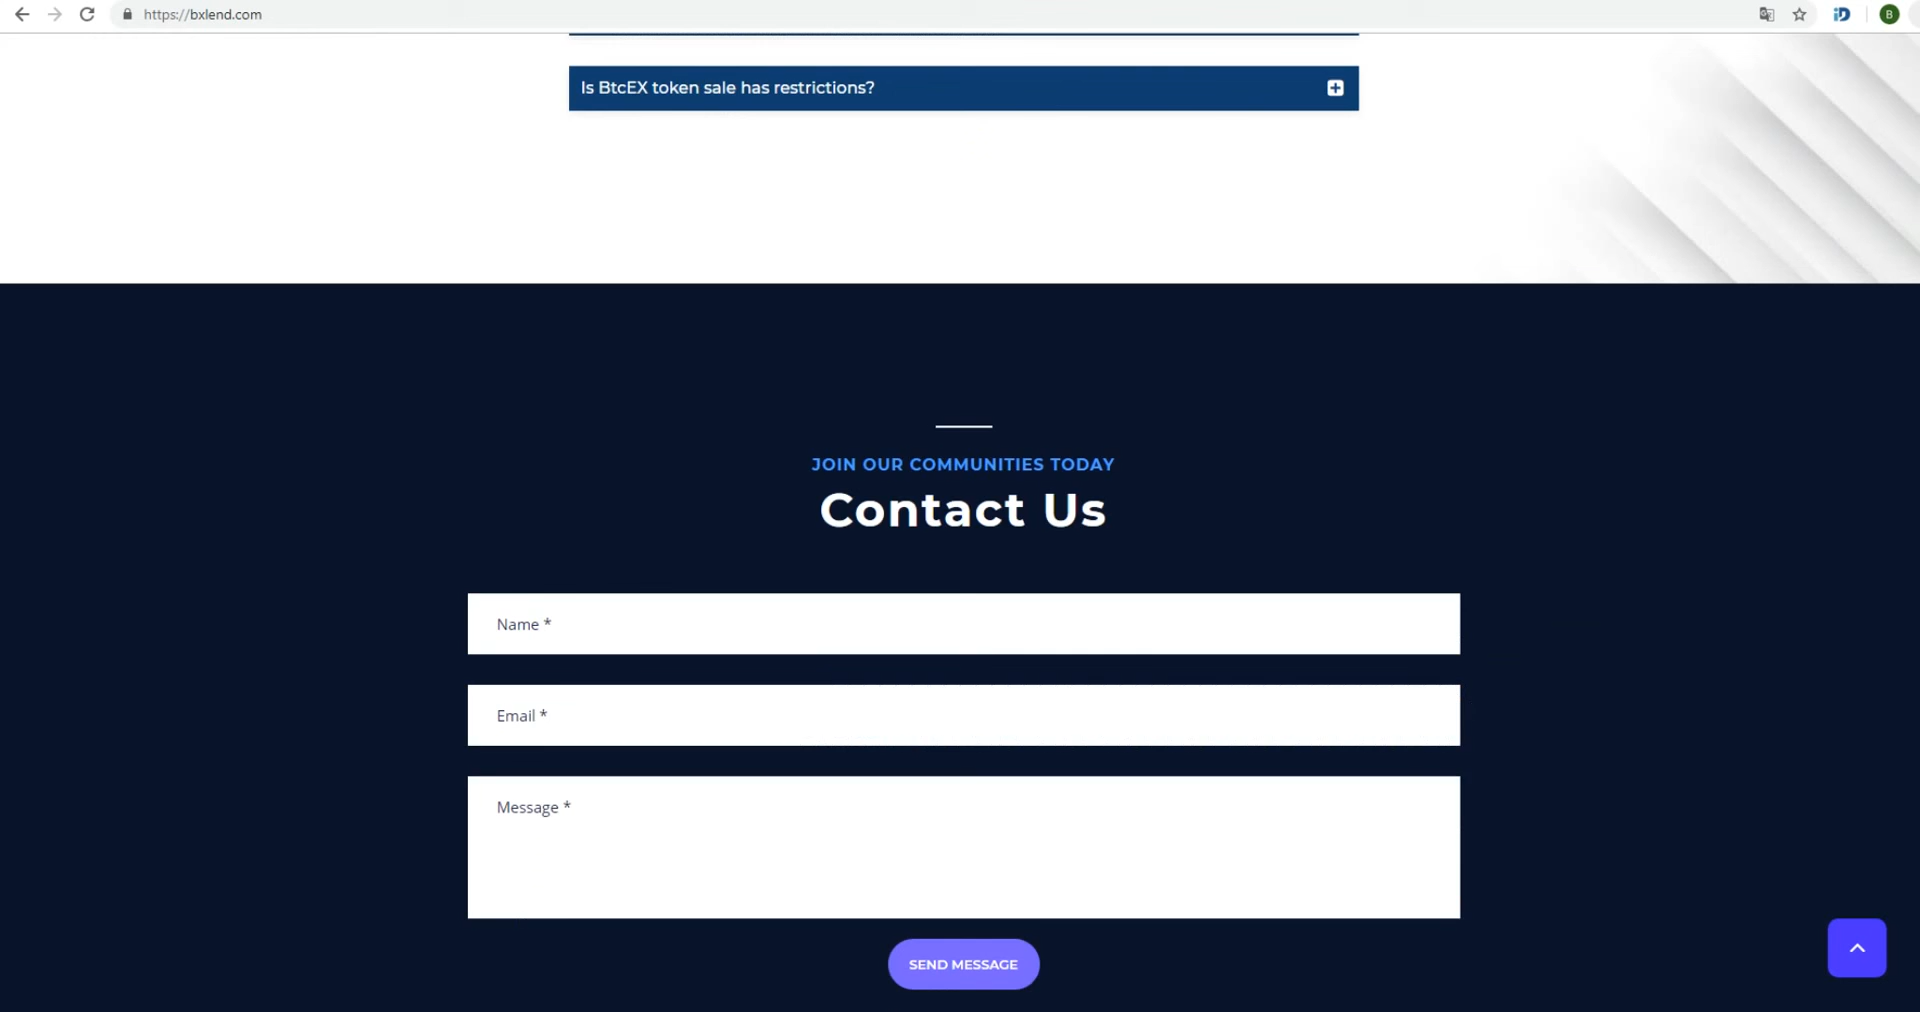 https://bxlend.com
B
Is BtcEX token sale has restrictions?
JOIN OUR COMMUNITIES TODAY
Contact Us
Name *
Email *
Message *
SEND MESSAGE